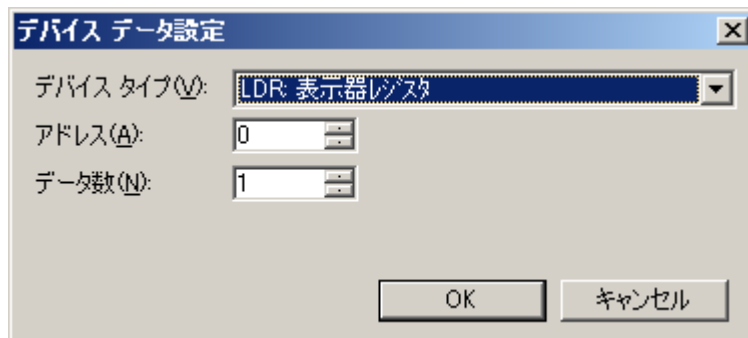 デバイス データ設定
デバイス タイプ(V): LDR: 表示器レジスタ
アドレス(A): 0
データ数(N): 1
OK キャンセル